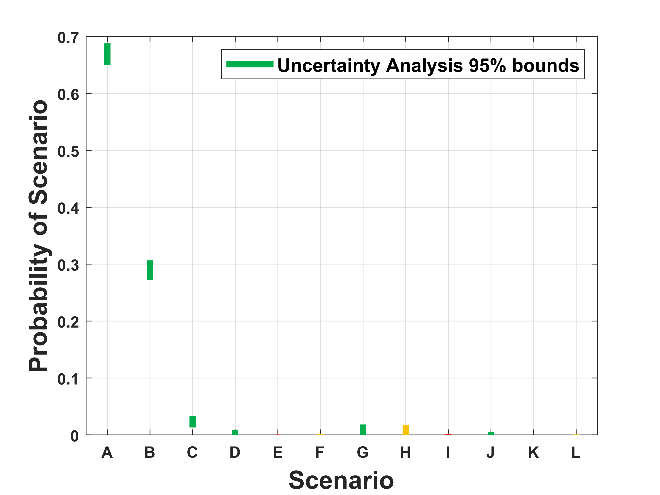 0.7
0.6
0.5
0.4
0.3
0.2
0.1
0
Probability of Scenario
Uncertainty Analysis 95% bounds
A B C D E F G H I J K L
Scenario